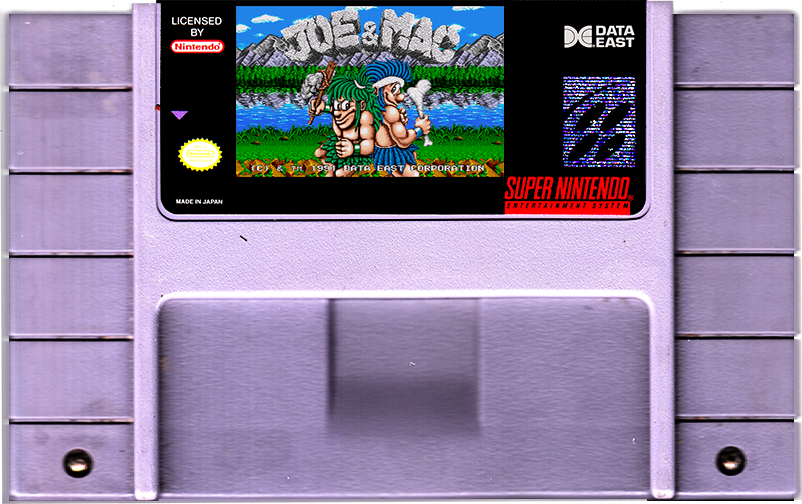 LICENSED
BY
Nintendo
JOE & MAC
DATA
EAST
(C) & TM 1991 DATA EAST CORPORATION
MADE IN JAPAN
SUPER NINTENDO
ENTERTAINMENT SYSTEM